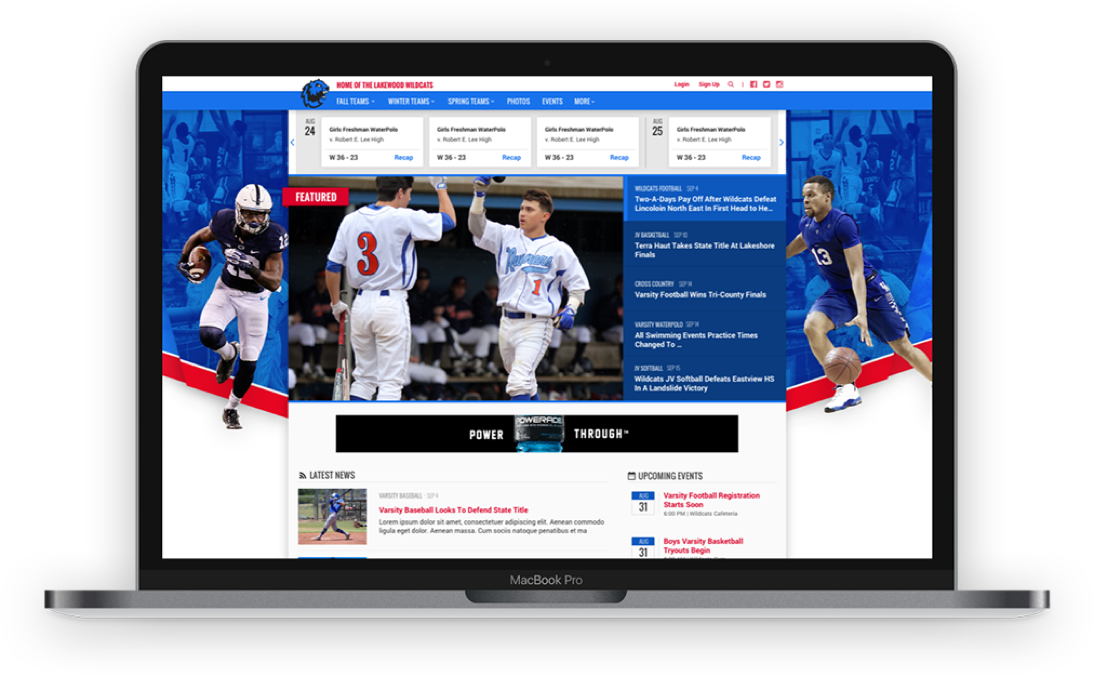 HOME OF THE LAKEWOOD WILDCATS
Login Sign Up
FALL TEAMS WINTER TEAMS SPRING TEAMS PHOTOS EVENTS MORE
AUG
24
Girls Freshman WaterPolo
v. Robert E. Lee High
W 36 - 23 Recap
Girls Freshman WaterPolo
v. Robert E. Lee High
W 36 - 23 Recap
Girls Freshman WaterPolo
v. Robert E. Lee High
W 36 - 23 Recap
AUG
25
Girls Freshman WaterPolo
v. Robert E. Lee High
W 36 - 23 Recap
FEATURED
3
1
12
13
WILDCATS FOOTBALL SEP 4
Two-A-Days Pay Off After Wildcats Defeat
Lincoloin North East In First Head to He...
JV BASKETBALL SEP 10
Terra Haut Takes State Title At Lakeshore
Finals
CROSS COUNTRY SEP 14
Varsity Football Wins Tri-County Finals
VARSITY WATERPOLO SEP 14
All Swimming Events Practice Times
Changed To ...
JV SOFTBALL SEP 15
Wildcats JV Softball Defeats Eastview HS
In A Landslide Victory
POWER POWERADE THROUGH™
LATEST NEWS
VARSITY BASEBALL - SEP 4
Varsity Baseball Looks To Defend State Title
Lorem ipsum dolor sit amet, consectetuer adipiscing elit. Aenean commodo
ligula eget dolor. Aenean massa. Cum sociis natoque penatibus et ma
UPCOMING EVENTS
AUG
31
Varsity Football Registration
Starts Soon
6:00 PM | Wildcats Cafeteria
AUG
31
Boys Varsity Basketball
Tryouts Begin
MacBook Pro